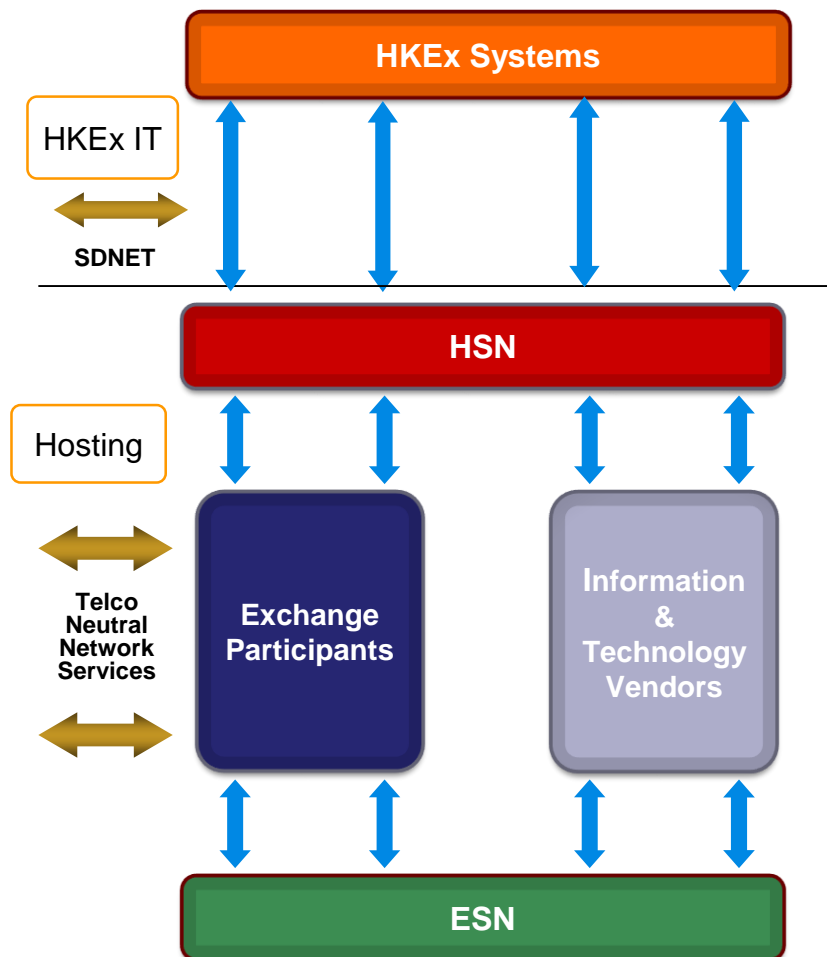 HKEx Systems
HKEx IT
SDNET
HSN
Hosting
Telco
Neutral
Network
Services
Exchange
Participants
Information
&
Technology
Vendors
ESN